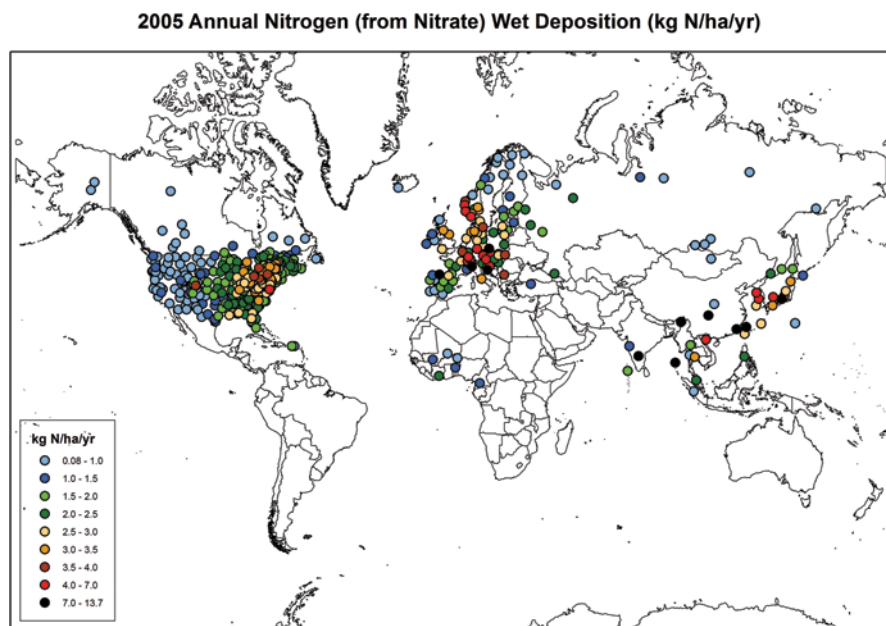 2005 Annual Nitrogen (from Nitrate) Wet Deposition (kg N/ha/yr)
kg N/ha/yr
0.08 - 1.0
1.0 - 1.5
1.5 - 2.0
2.0 - 2.5
2.5 - 3.0
3.0 - 3.5
3.5 - 4.0
4.0 - 7.0
7.0 - 13.7